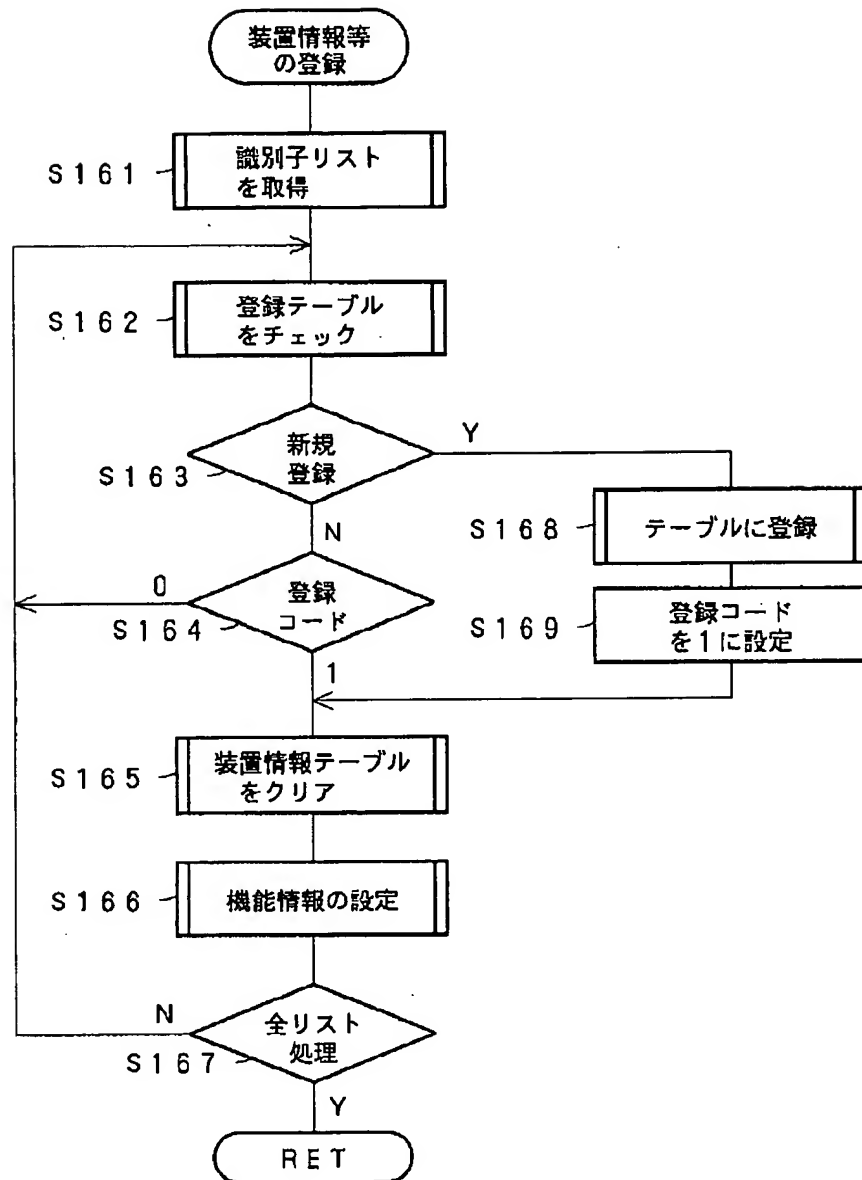 装置情報等
の登録
S161
識別子リスト
を取得
S162
登録テーブル
をチェック
S163
新規
登録
Y
N
S168
テーブルに登録
S169
登録コード
を1に設定
0
S164
登録
コード
1
S165
装置情報テーブル
をクリア
S166
機能情報の設定
N
S167
全リスト
処理
Y
RET